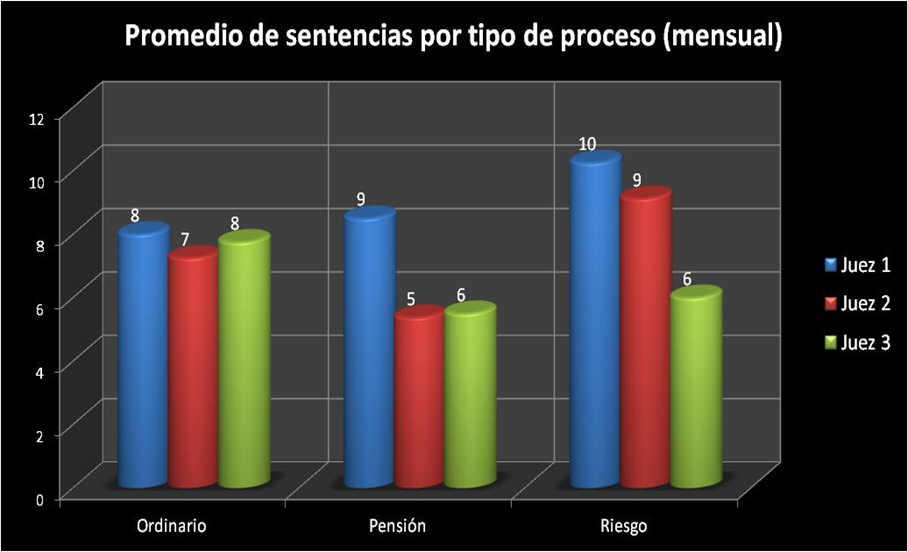 Promedio de sentencias por tipo de proceso (mensual)
12
10
8
6
4
2
0
8
7
8
9
5
6
10
9
6
Ordinario
Pensión
Riesgo
Juez 1
Juez 2
Juez 3